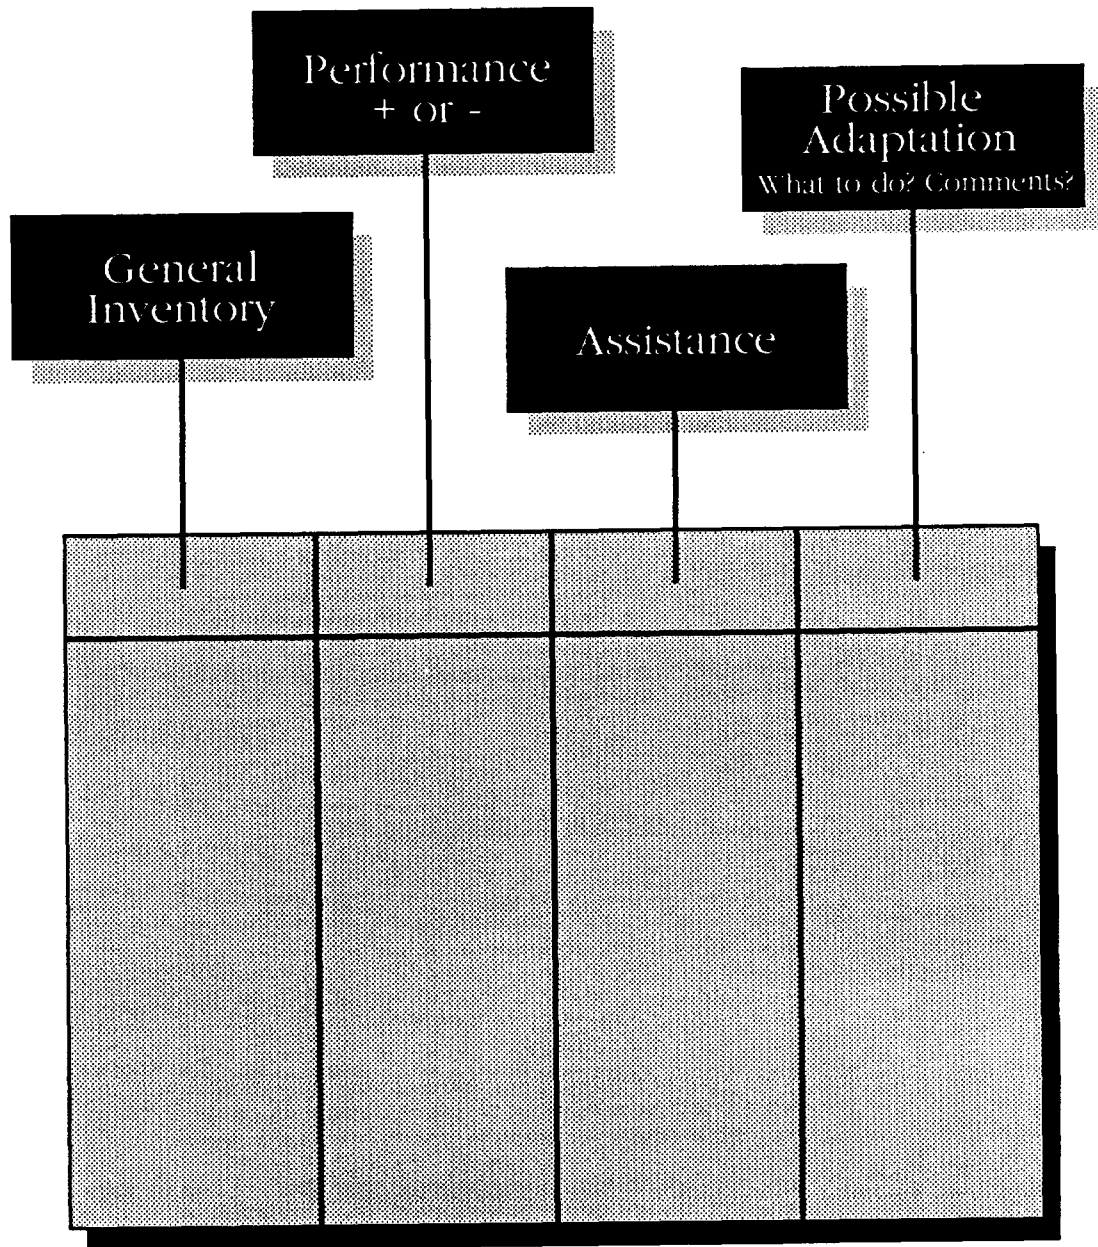 General
Inventory
Performance
+ or -
Assistance
Possible
Adaptation
What to do? Comments?